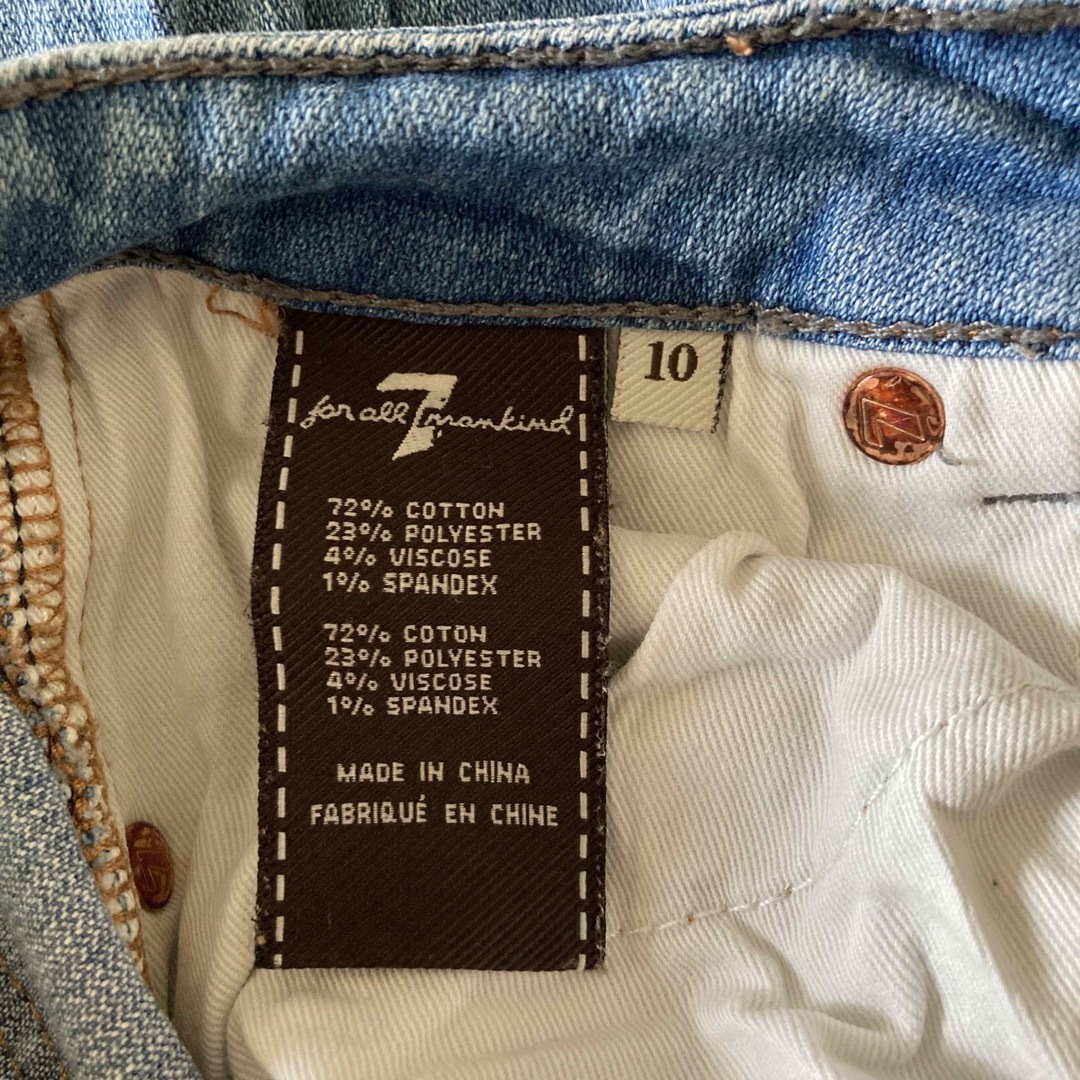 7
for all mankind
10
72% COTTON
23% POLYESTER
4% VISCOSE
1% SPANDEX
72% COTON
23% POLYESTER
4% VISCOSE
1% SPANDEX
MADE IN CHINA
FABRIQUÉ EN CHINE
7